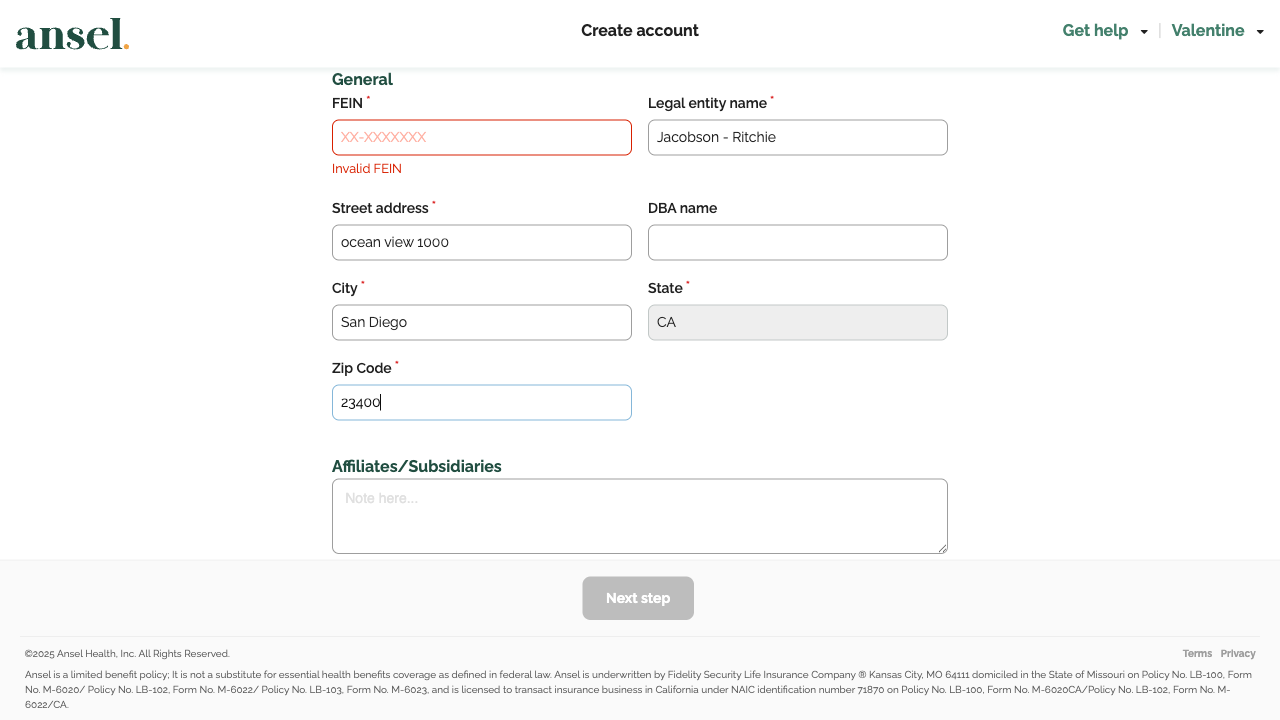 ansel.
Create account
Get help
Valentine
General
FEIN *
Legal entity name *
XX-XXXXXXX
Jacobson - Ritchie
Invalid FEIN
Street address *
DBA name
ocean view 1000
City *
State *
San Diego
CA
Zip Code *
23400
Affiliates/Subsidiaries
Note here...
Next step
©2025 Ansel Health, Inc. All Rights Reserved.
Terms Privacy
Ansel is a limited benefit policy; It is not a substitute for essential health benefits coverage as defined in federal law. Ansel is underwritten by Fidelity Security Life Insurance Company ® Kansas City, MO 64111 domiciled in the State of Missouri on Policy No. LB-100, Form
No. M-6020/ Policy No. LB-102, Form No. M-6022/ Policy No. LB-103, Form No. M-6023, and is licensed to transact insurance business in California under NAIC identification number 71870 on Policy No. LB-100, Form No. M-6020CA/Policy No. LB-102, Form No. M-
6022/CA.